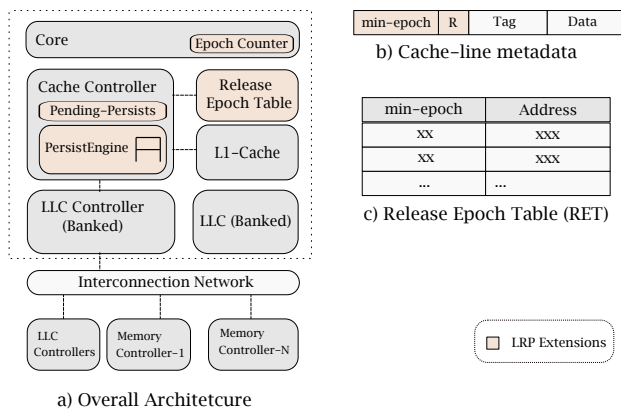 Core
Epoch Counter
Cache Controller
Pending-Persists
PersistEngine
Release
Epoch Table
L1-Cache
LLC Controller
(Banked)
LLC (Banked)
Interconnection Network
LLC
Controllers
Memory
Controller-1
Memory
Controller-N
a) Overall Architetcure
min-epoch R Tag Data
b) Cache-line metadata
min-epoch Address
xx xxx
xx xxx
... ...
c) Release Epoch Table (RET)
LRP Extensions